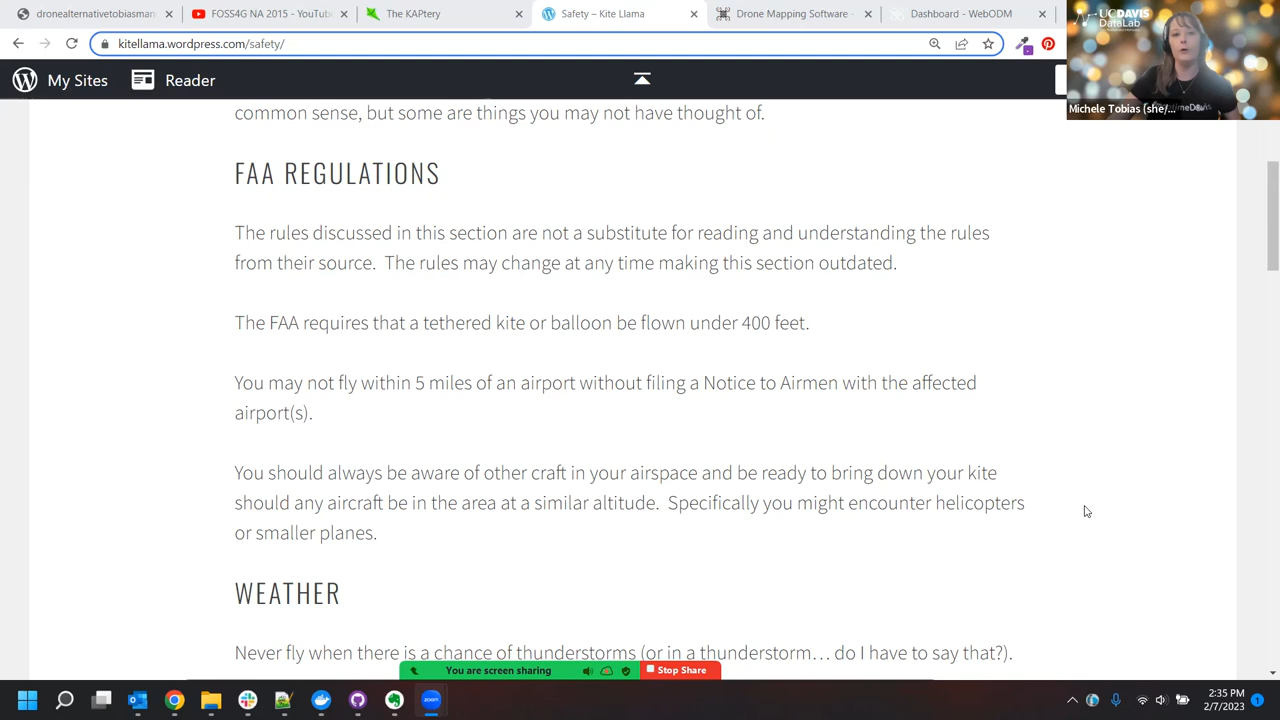 dronealternativetobiasman
FOSS4G NA 2015 - YouTub
The KAPtery
Safety – Kite Llama
Drone Mapping Software
Dashboard - WebODM
kitellama.wordpress.com/safety/
UCDAVIS
DataLab
Michele Tobias (she/...
My Sites
Reader
common sense, but some are things you may not have thought of.
FAA REGULATIONS
The rules discussed in this section are not a substitute for reading and understanding the rules
from their source. The rules may change at any time making this section outdated.
The FAA requires that a tethered kite or balloon be flown under 400 feet.
You may not fly within 5 miles of an airport without filing a Notice to Airmen with the affected
airport(s).
You should always be aware of other craft in your airspace and be ready to bring down your kite
should any aircraft be in the area at a similar altitude. Specifically you might encounter helicopters
or smaller planes.
WEATHER
Never fly when there is a chance of thunderstorms (or in a thunderstorm… do I have to say that?).
You are screen sharing
Stop Share
zoom
2:35 PM
2/7/2023